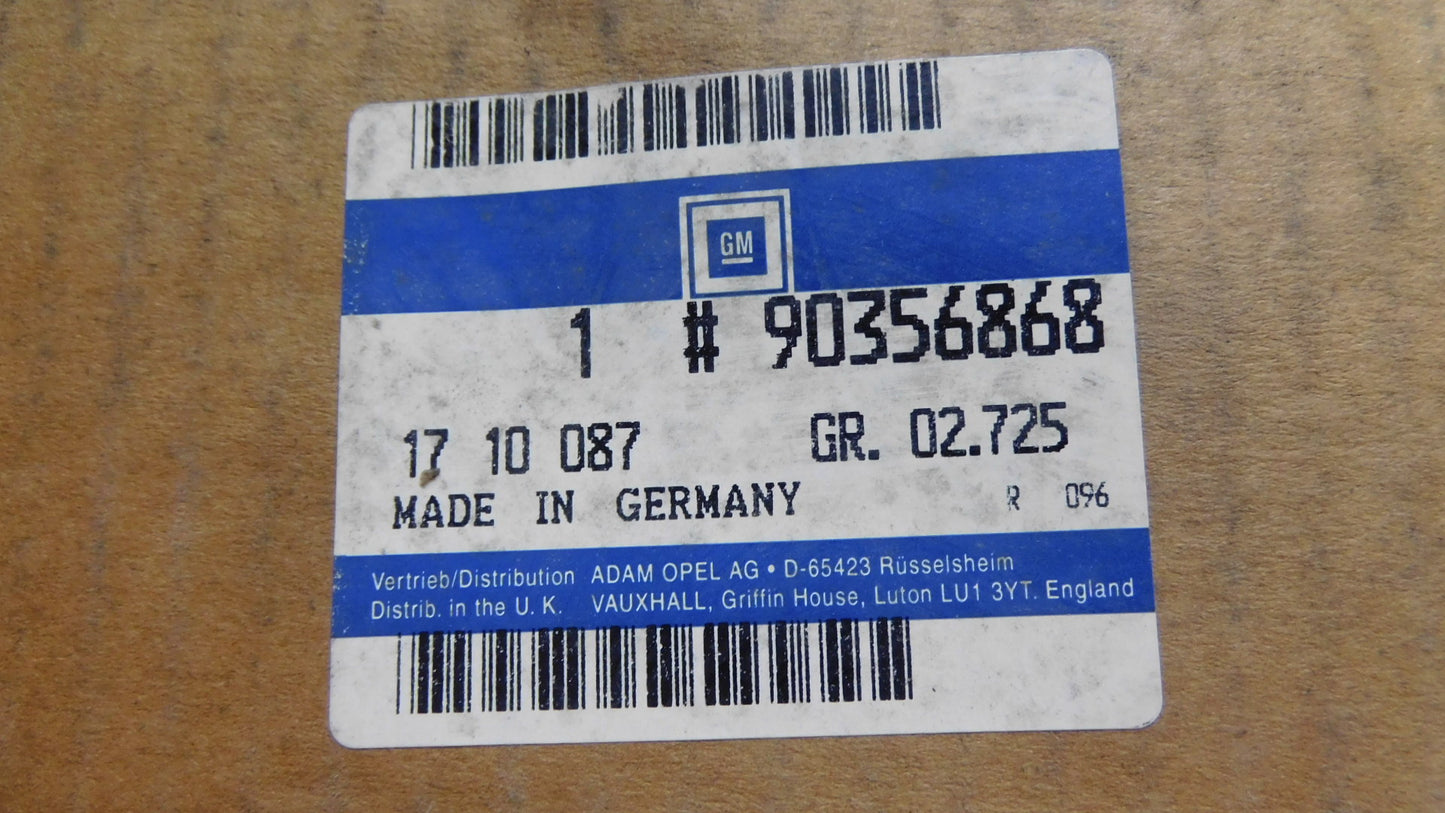 GM
1 # 90356868
17 10 087 GR. 02.725
MADE IN GERMANY R 096
Vertrieb/Distribution ADAM OPEL AG • D-65423 Rüsselsheim
Distrib. in the U. K. VAUXHALL, Griffin House, Luton LU1 3YT. England